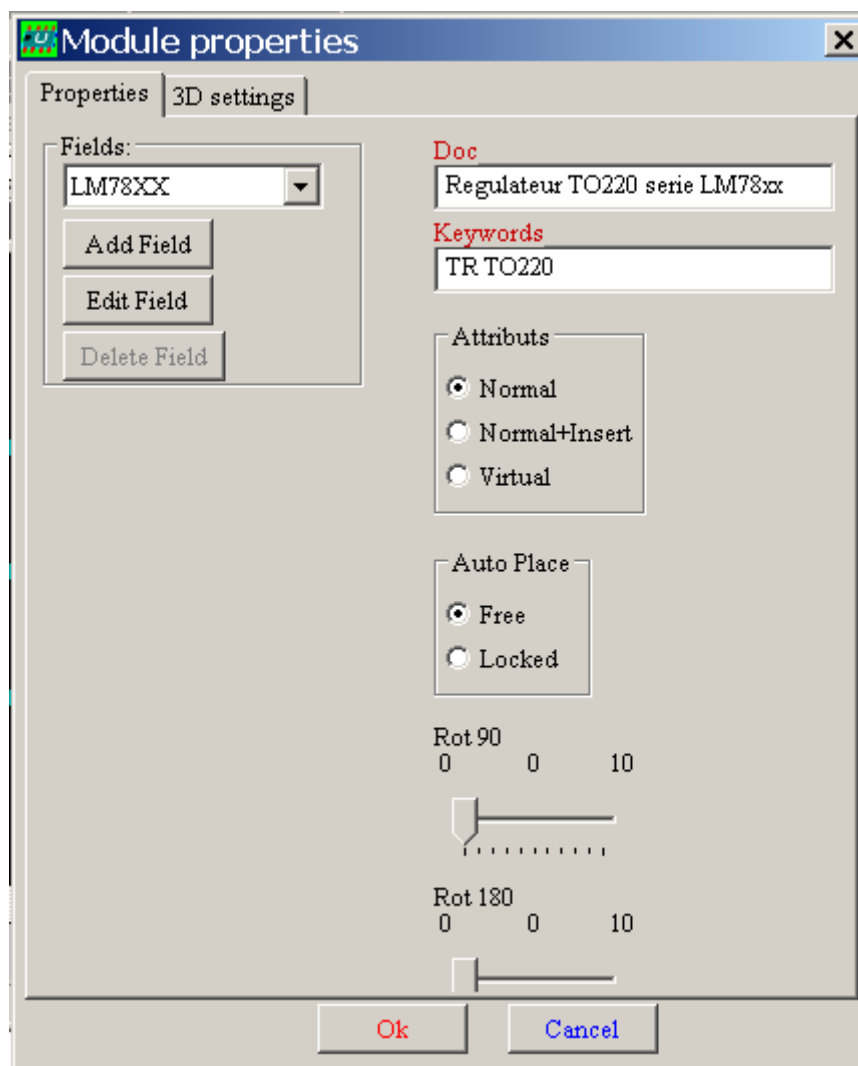 Module properties
Properties
3D settings
Fields:
LM78XX
Add Field
Edit Field
Delete Field
Doc
Regulateur TO220 serie LM78xx
Keywords
TR TO220
Attributs
Normal
Normal+Insert
Virtual
Auto Place
Free
Locked
Rot 90
0 0 10
Rot 180
0 0 10
Ok
Cancel